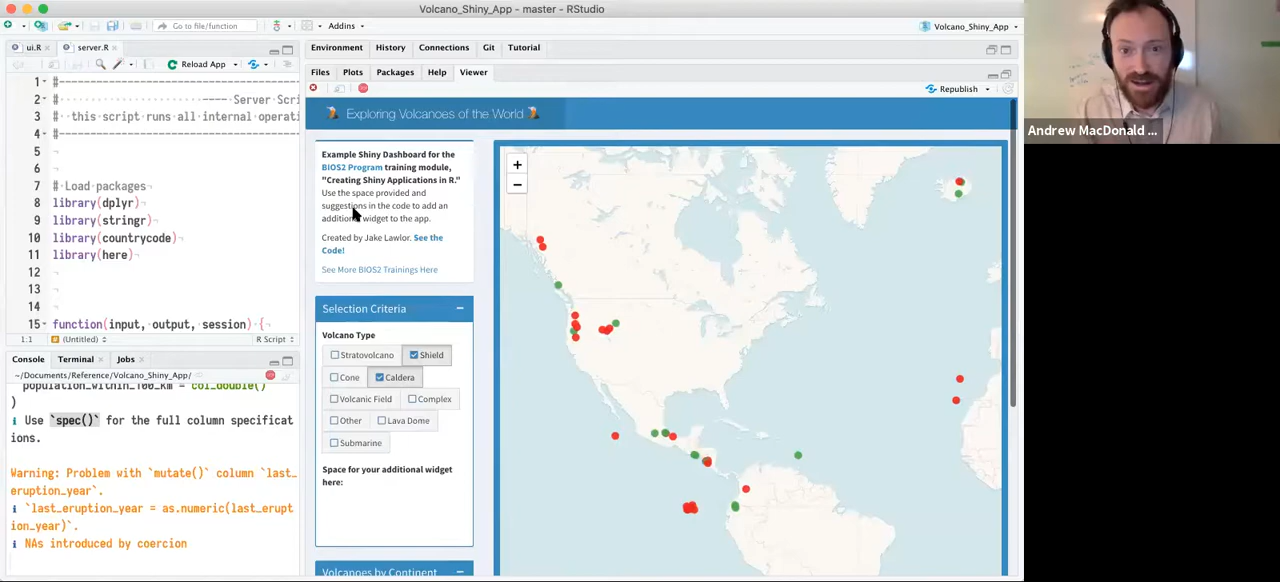 Volcano_Shiny_App - master - RStudio
Go to file/function
Addins
Volcano_Shiny_App
ui.R
server.R
Reload App
1 #----------------------------------
2 # ---- Server Scri
3 # this script runs all internal operati
4 #----------------------------------
5
6
7 # Load packages
8 library(dplyr)
9 library(stringr)
10 library(countrycode)
11 library(here)
12
13
14
15 function(input, output, session) {
1:1 (Untitled) R Script
Console Terminal Jobs
~/Documents/Reference/Volcano_Shiny_App/
population_within_100_km = col_double()
)
i Use `spec()` for the full column specificat
ions.
Warning: Problem with `mutate()` column `last_
eruption_year`.
i `last_eruption_year = as.numeric(last_erupt
ion_year)`.
i NAs introduced by coercion
Environment History Connections Git Tutorial
Files Plots Packages Help Viewer
Republish
Exploring Volcanoes of the World
Example Shiny Dashboard for the
BIOS2 Program training module,
"Creating Shiny Applications in R."
Use the space provided and
suggestions in the code to add an
additional widget to the app.
Created by Jake Lawlor. See the
Code!
See More BIOS2 Trainings Here
Selection Criteria −
Volcano Type
Stratovolcano Shield
Cone Caldera
Volcanic Field Complex
Other Lava Dome
Submarine
Space for your additional widget
here:
Volcanoes by Continent −
+
−
Andrew MacDonald ...